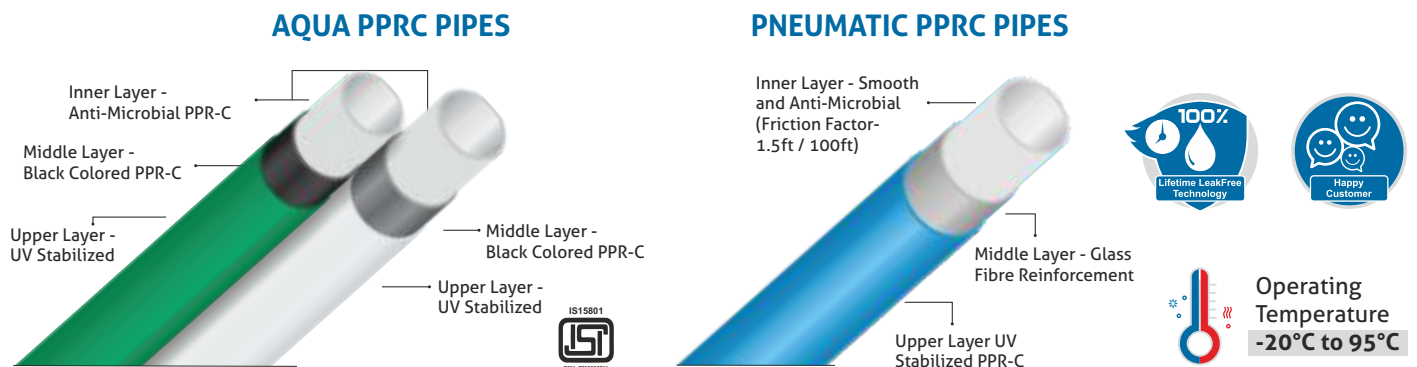 AQUA PPRC PIPES
Inner Layer -
Anti-Microbial PPR-C
Middle Layer -
Black Colored PPR-C
Upper Layer -
UV Stabilized
Middle Layer -
Black Colored PPR-C
Upper Layer -
UV Stabilized
IS15801
ISI
PNEUMATIC PPRC PIPES
Inner Layer - Smooth
and Anti-Microbial
(Friction Factor-
1.5ft / 100ft)
Middle Layer - Glass
Fibre Reinforcement
Upper Layer UV
Stabilized PPR-C
100%
Lifetime LeakFree
Technology
Happy
Customer
Operating
Temperature
-20°C to 95°C